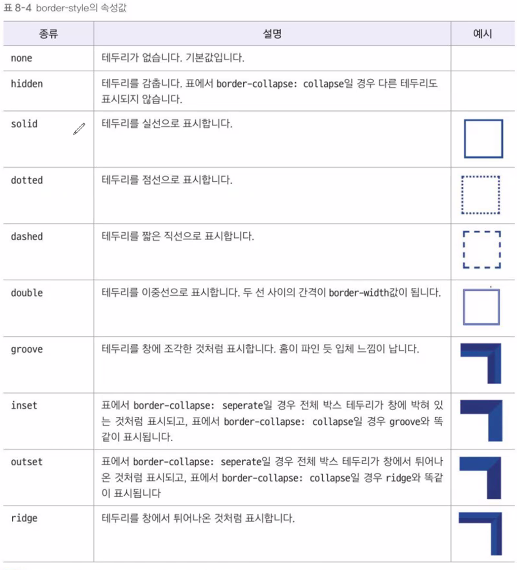 표 8-4 border-style의 속성값
종류 설명 예시
none 테두리가 없습니다. 기본값입니다.
hidden 테두리를 감춥니다. 표에서 border-collapse: collapse일 경우 다른 테두리도
표시되지 않습니다.
solid 테두리를 실선으로 표시합니다.
dotted 테두리를 점선으로 표시합니다.
dashed 테두리를 짧은 직선으로 표시합니다.
double 테두리를 이중선으로 표시합니다. 두 선 사이의 간격이 border-width값이 됩니다.
groove 테두리를 창에 조각한 것처럼 표시합니다. 홈이 파인 듯 입체 느낌이 납니다.
inset 표에서 border-collapse: seperate일 경우 전체 박스 테두리가 창에 박혀 있
는 것처럼 표시되고, 표에서 border-collapse: collapse일 경우 groove와 똑
같이 표시됩니다.
outset 표에서 border-collapse: seperate일 경우 전체 박스 테두리가 창에서 튀어나
온 것처럼 표시되고, 표에서 border-collapse: collapse일 경우 ridge와 똑같
이 표시됩니다
ridge 테두리를 창에서 튀어나온 것처럼 표시합니다.